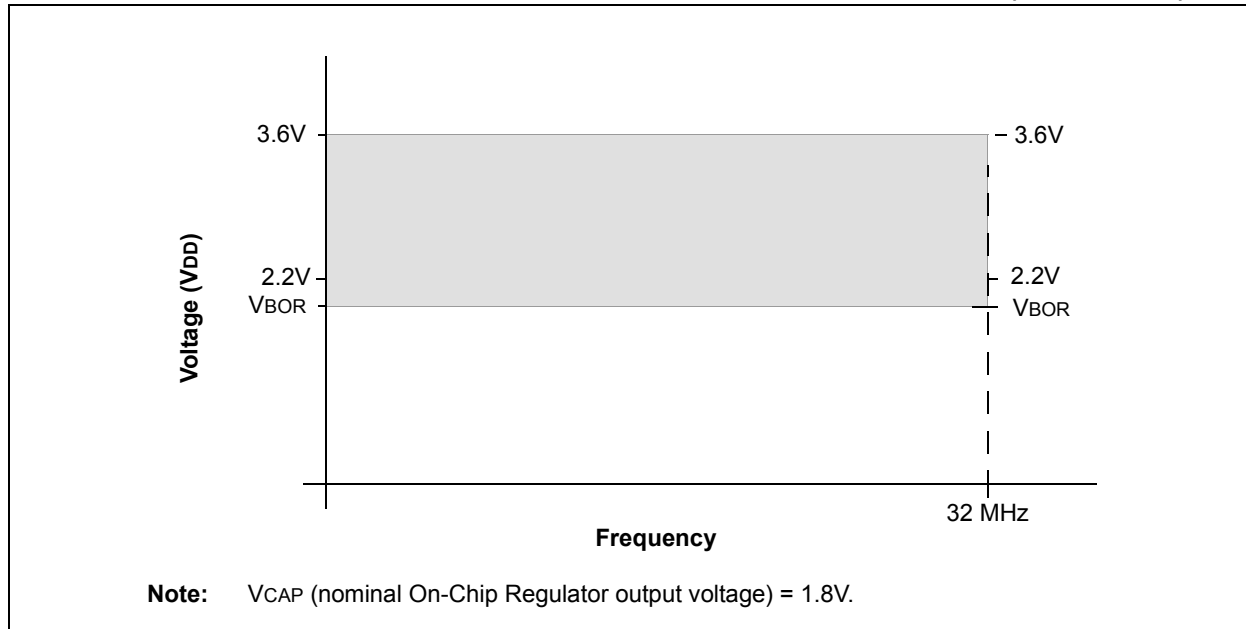 3.6V
3.6V
Voltage (VDD)
2.2V
2.2V
VBOR
VBOR
32 MHz
Frequency
Note: VCAP (nominal On-Chip Regulator output voltage) = 1.8V.